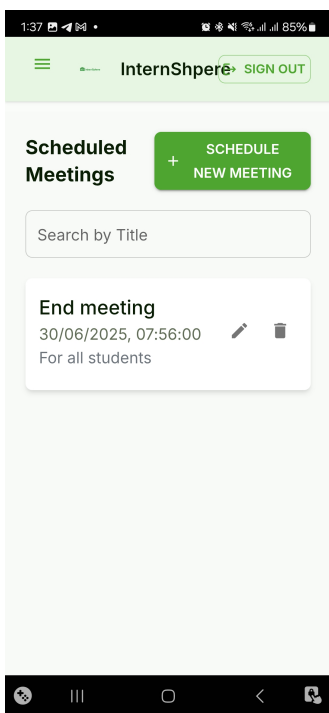 1:37
85%
InternShpere
SIGN OUT
Scheduled
Meetings
+ SCHEDULE
NEW MEETING
Search by Title
End meeting
30/06/2025, 07:56:00
For all students